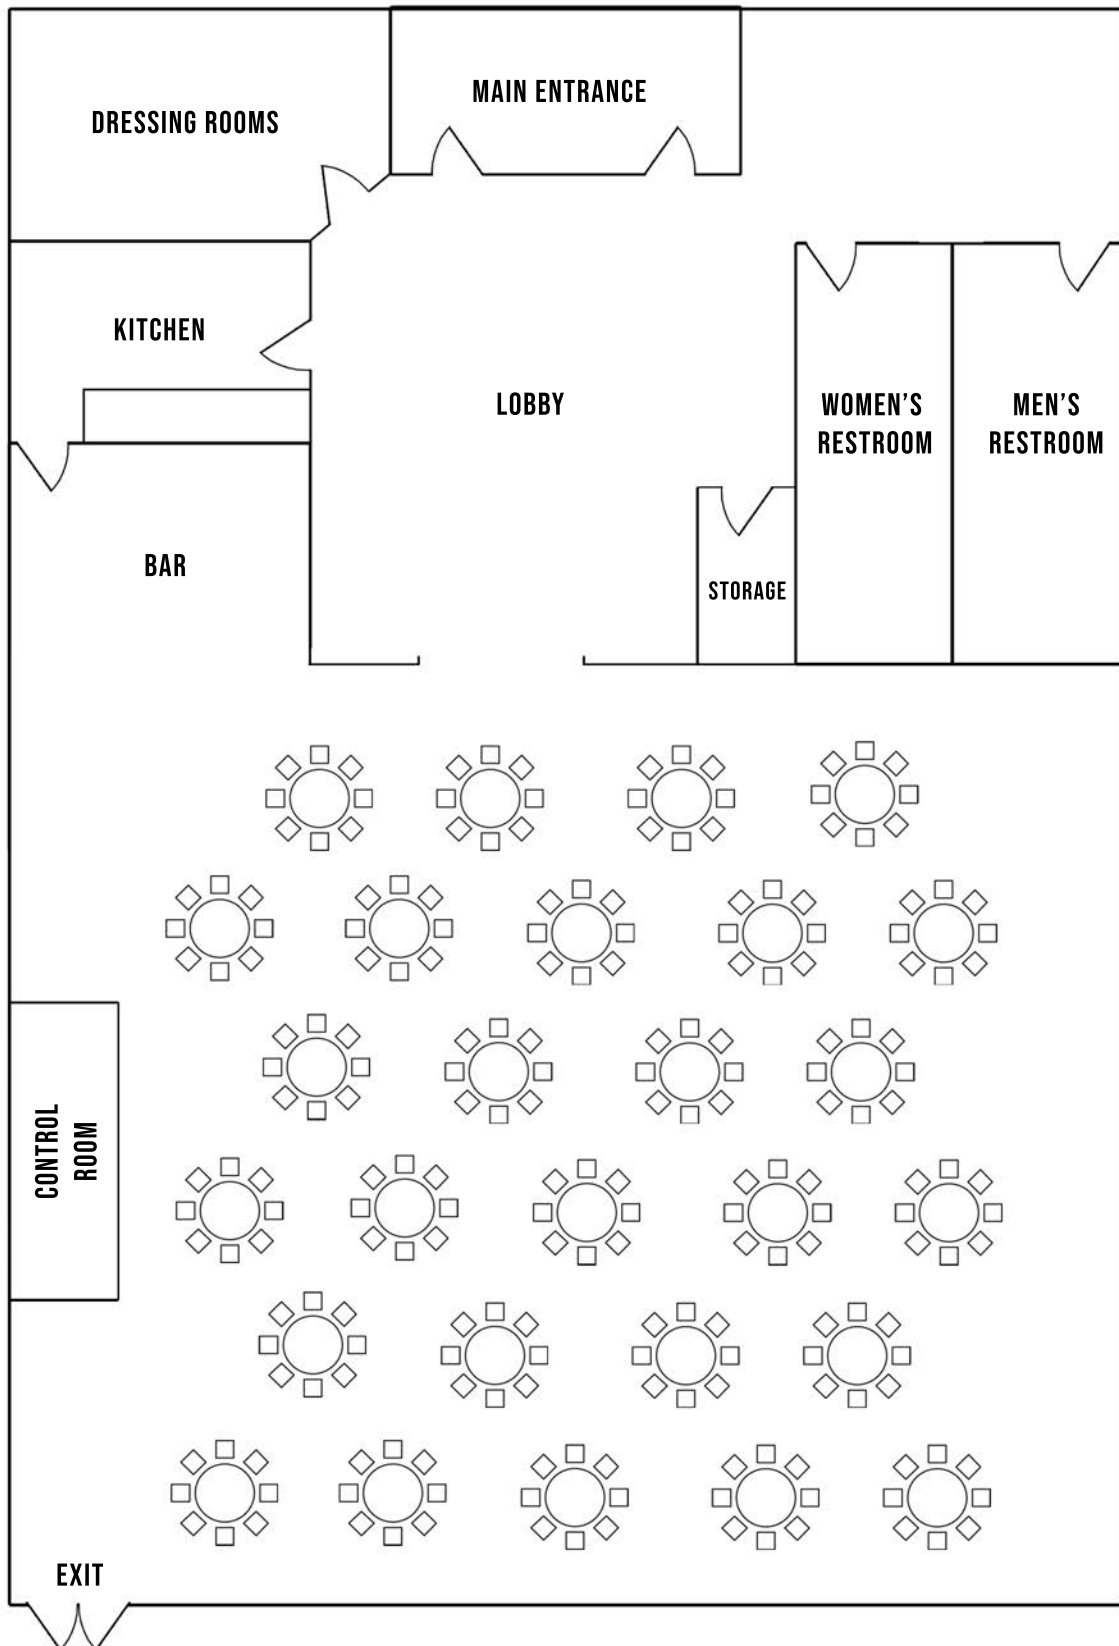 MAIN ENTRANCE
DRESSING ROOMS
KITCHEN
LOBBY
WOMEN'S
RESTROOM
MEN'S
RESTROOM
BAR
STORAGE
CONTROL
ROOM
EXIT